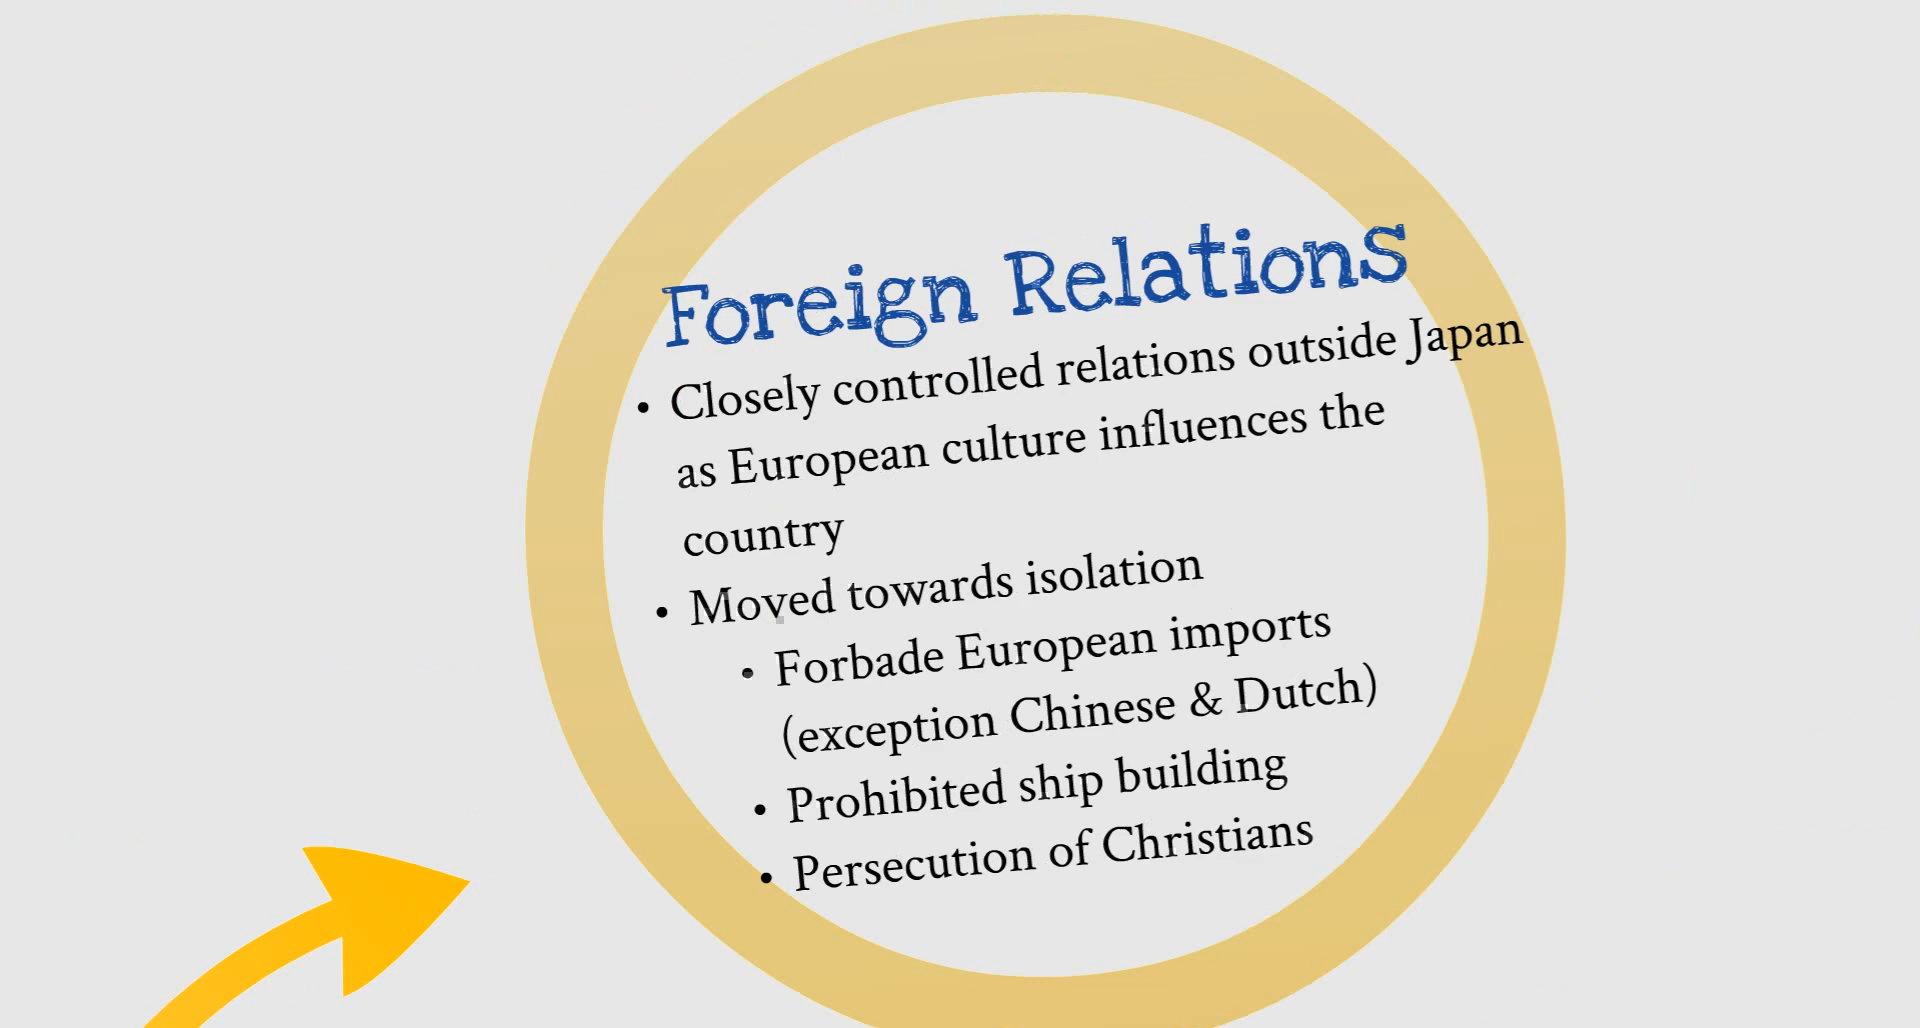 Foreign Relations
• Closely controlled relations outside Japan
as European culture influences the
country
• Moved towards isolation
• Forbade European imports
(exception Chinese & Dutch)
• Prohibited ship building
• Persecution of Christians